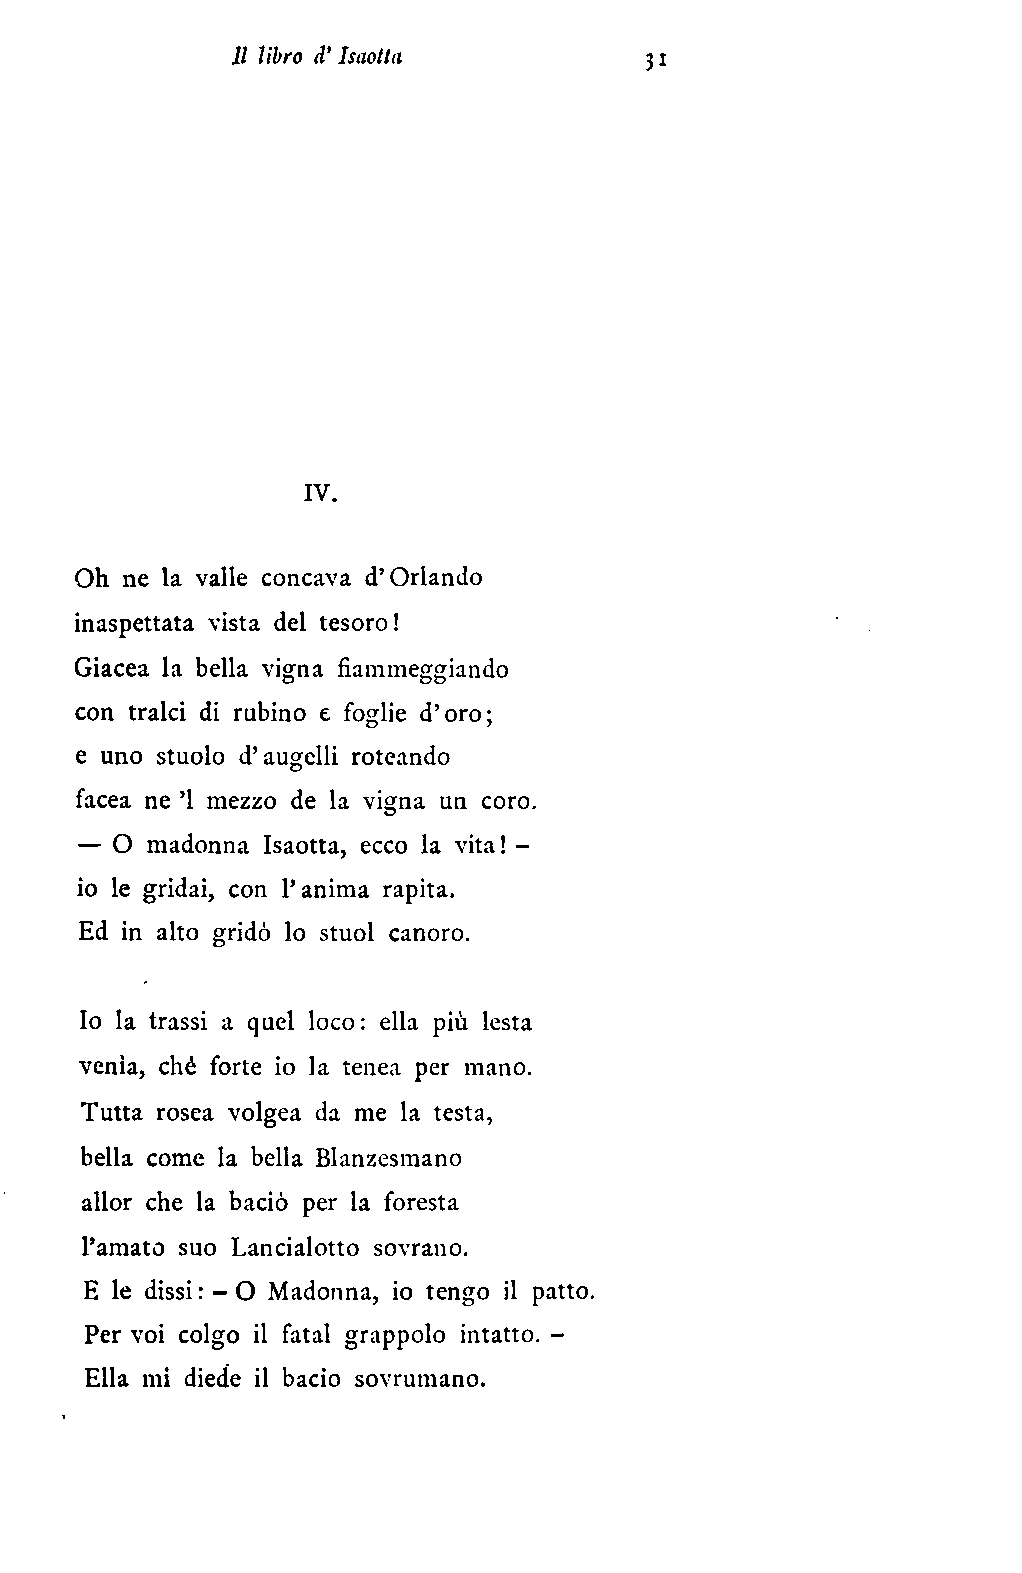 Il libro d' Isaotta 31
IV.
Oh ne la valle concava d' Orlando
inaspettata vista del tesoro!
Giacea la bella vigna fiammeggiando
con tralci di rubino e foglie d' oro;
e uno stuolo d' augelli roteando
facea ne 'l mezzo de la vigna un coro.
— O madonna Isaotta, ecco la vita! –
io le gridai, con l' anima rapita.
Ed in alto gridò lo stuol canoro.
Io la trassi a quel loco: ella più lesta
venìa, ché forte io la tenea per mano.
Tutta rosea volgea da me la testa,
bella come la bella Blanzesmano
allor che la baciò per la foresta
l'amato suo Lancialotto sovrano.
E le dissi: – O Madonna, io tengo il patto.
Per voi colgo il fatal grappolo intatto. –
Ella mi diede il bacio sovrumano.